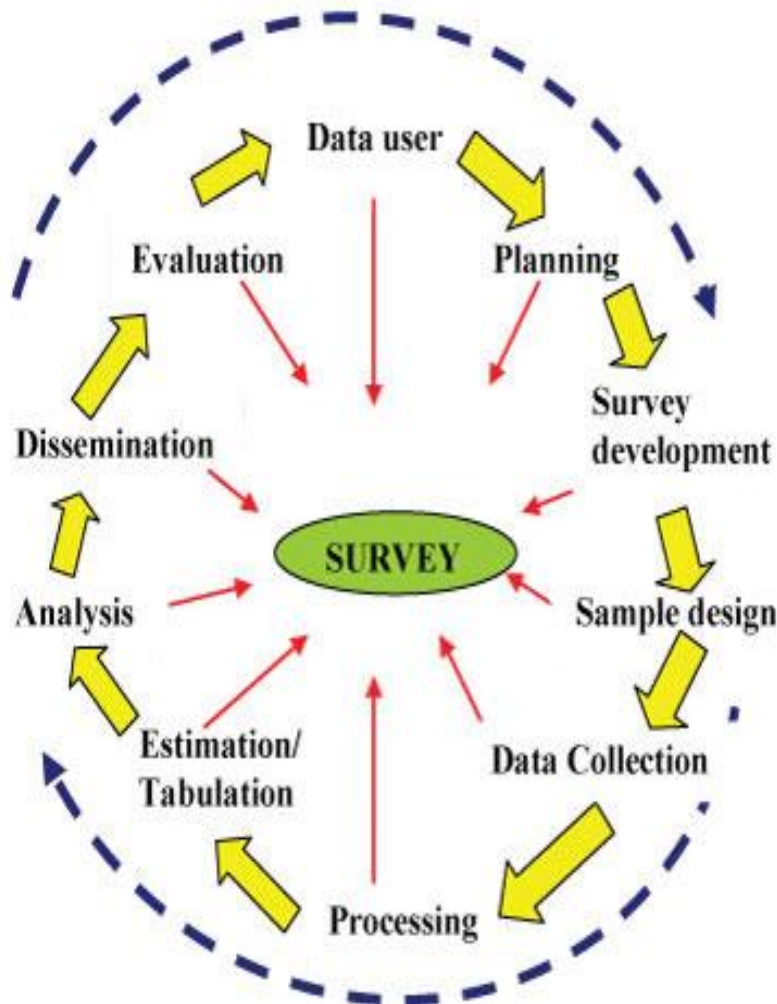 Data user
Evaluation
Planning
Survey
development
Dissemination
SURVEY
Analysis
Sample design
Estimation/
Tabulation
Data Collection
Processing